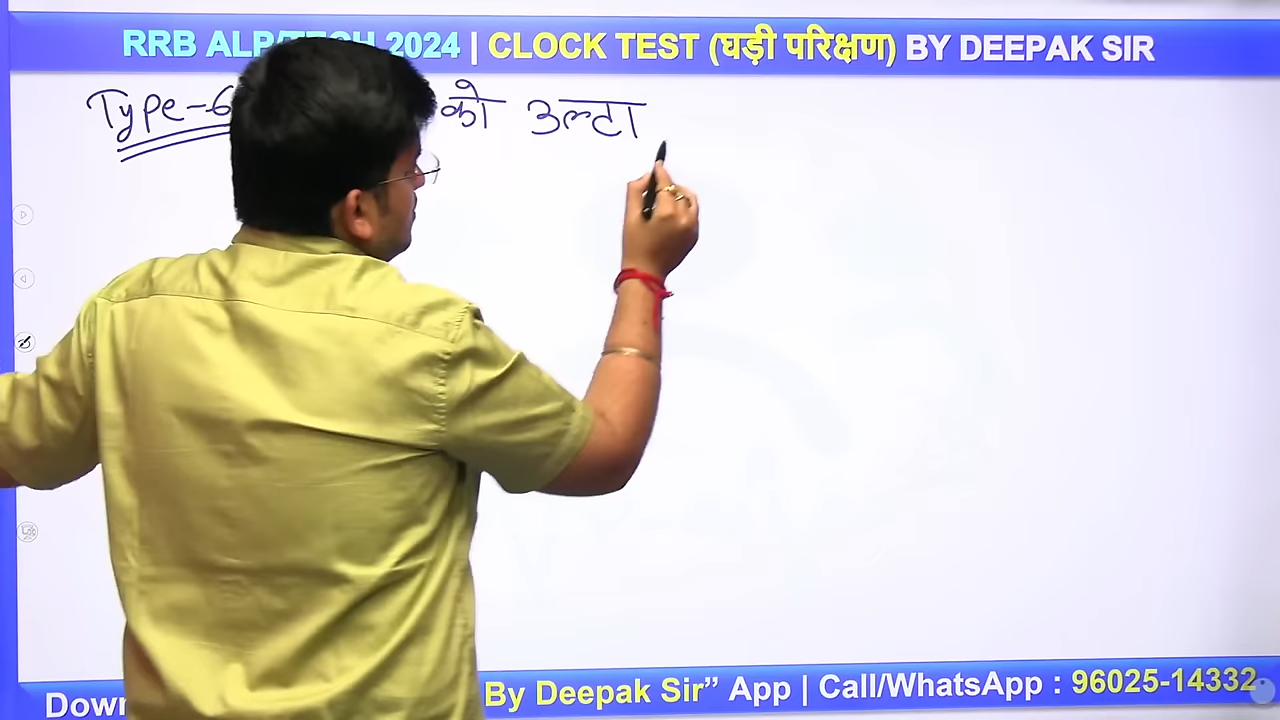 RRB ALP/TECH 2024 | CLOCK TEST (घड़ी परिक्षण) BY DEEPAK SIR
Type-6 को उल्टा
Down By Deepak Sir” App | Call/WhatsApp : 96025-14332